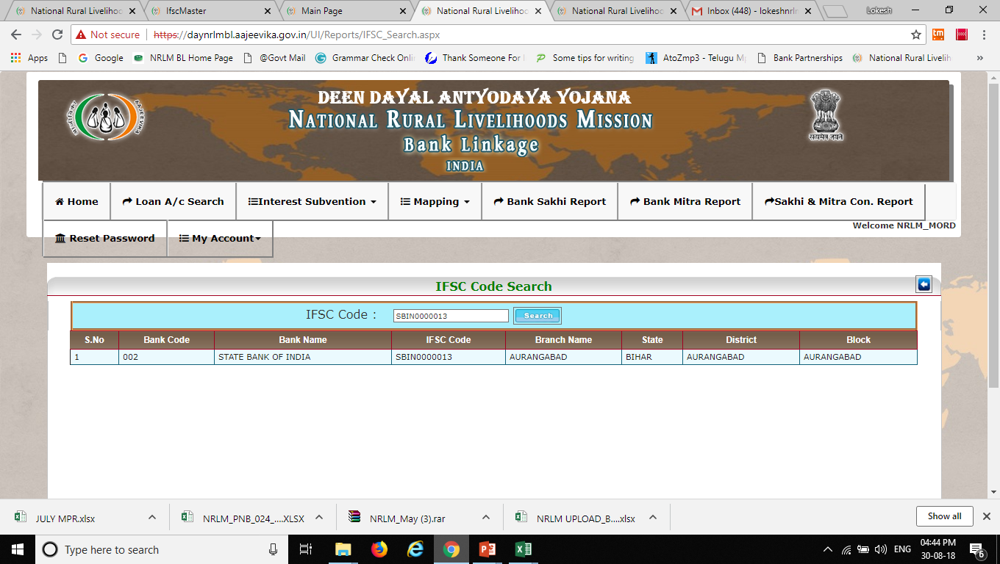 National Rural Livelihoo
IfscMaster
Main Page
National Rural Livelihoo
National Rural Livelihoo
Inbox (448) - lokeshnrlm
Lokesh
Not secure
https://daynrlmbl.aajeevika.gov.in/UI/Reports/IFSC_Search.aspx
Apps
Google
NRLM BL Home Page
@Govt Mail
Grammar Check Onlin
Thank Someone For
Some tips for writing
AtoZmp3 - Telugu Mp
Bank Partnerships
National Rural Livelih
»
DEEN DAYAL ANTYODAYA YOJANA
NATIONAL RURAL LIVELIHOODS MISSION
Bank Linkage
INDIA
AAJEEVIKA
सत्यमेव जयते
Home
Loan A/c Search
Interest Subvention
Mapping
Bank Sakhi Report
Bank Mitra Report
Sakhi & Mitra Con. Report
Welcome NRLM_MORD
Reset Password
My Account
IFSC Code Search
IFSC Code : SBIN0000013 Search
S.No Bank Code Bank Name IFSC Code Branch Name State District Block
1 002 STATE BANK OF INDIA SBIN0000013 AURANGABAD BIHAR AURANGABAD AURANGABAD
JULY MPR.xlsx
NRLM_PNB_024_....XLSX
NRLM_May (3).rar
NRLM UPLOAD_B....xlsx
Show all
Type here to search
ENG
04:44 PM
30-08-18
6